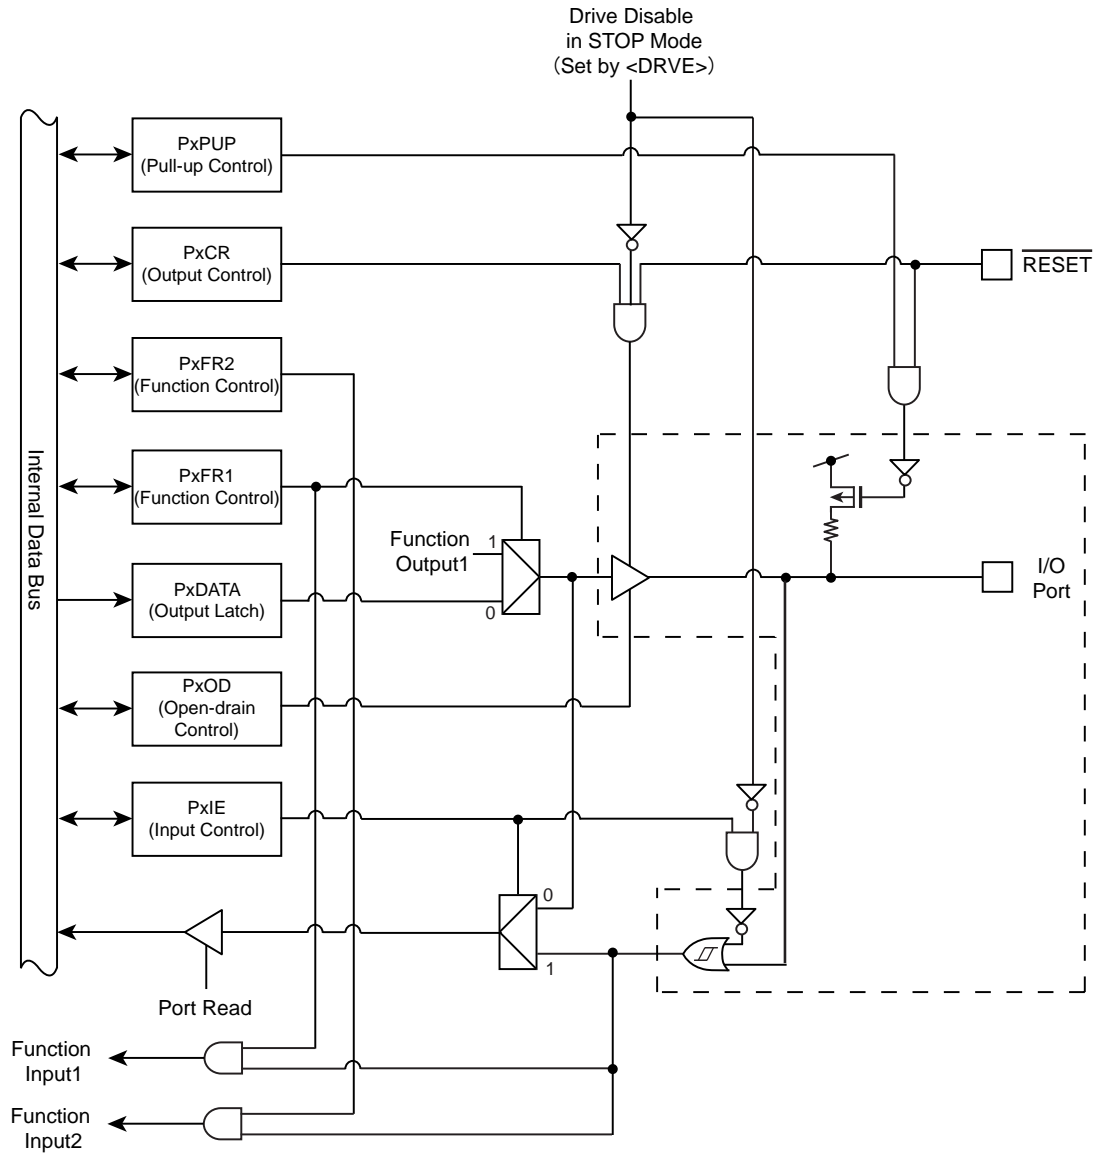 Drive Disable
in STOP Mode
(Set by <DRVE>)
PxPUP
(Pull-up Control)
PxCR
(Output Control)
RESET
PxFR2
(Function Control)
Internal Data Bus
PxFR1
(Function Control)
Function
Output1
1
0
PxDATA
(Output Latch)
I/O
Port
PxOD
(Open-drain
Control)
PxIE
(Input Control)
0
1
Port Read
Function
Input1
Function
Input2